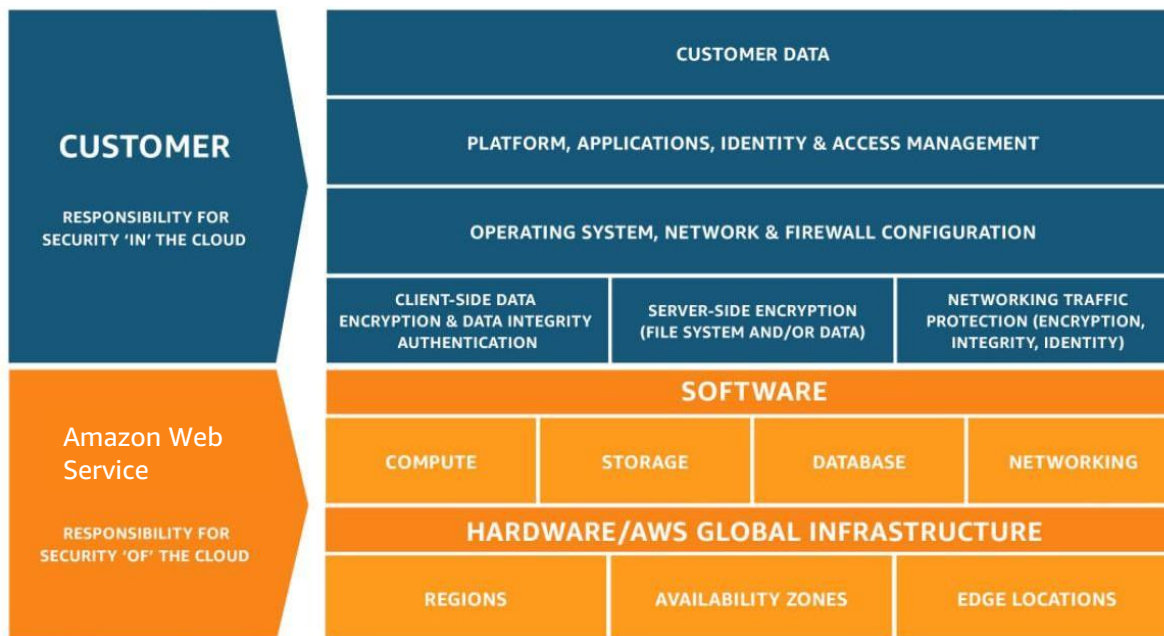 CUSTOMER
RESPONSIBILITY FOR
SECURITY ‘IN’ THE CLOUD
CUSTOMER DATA
PLATFORM, APPLICATIONS, IDENTITY & ACCESS MANAGEMENT
OPERATING SYSTEM, NETWORK & FIREWALL CONFIGURATION
CLIENT-SIDE DATA
ENCRYPTION & DATA INTEGRITY
AUTHENTICATION
SERVER-SIDE ENCRYPTION
(FILE SYSTEM AND/OR DATA)
NETWORKING TRAFFIC
PROTECTION (ENCRYPTION,
INTEGRITY, IDENTITY)
Amazon Web
Service
RESPONSIBILITY FOR
SECURITY ‘OF’ THE CLOUD
SOFTWARE
COMPUTE
STORAGE
DATABASE
NETWORKING
HARDWARE/AWS GLOBAL INFRASTRUCTURE
REGIONS
AVAILABILITY ZONES
EDGE LOCATIONS